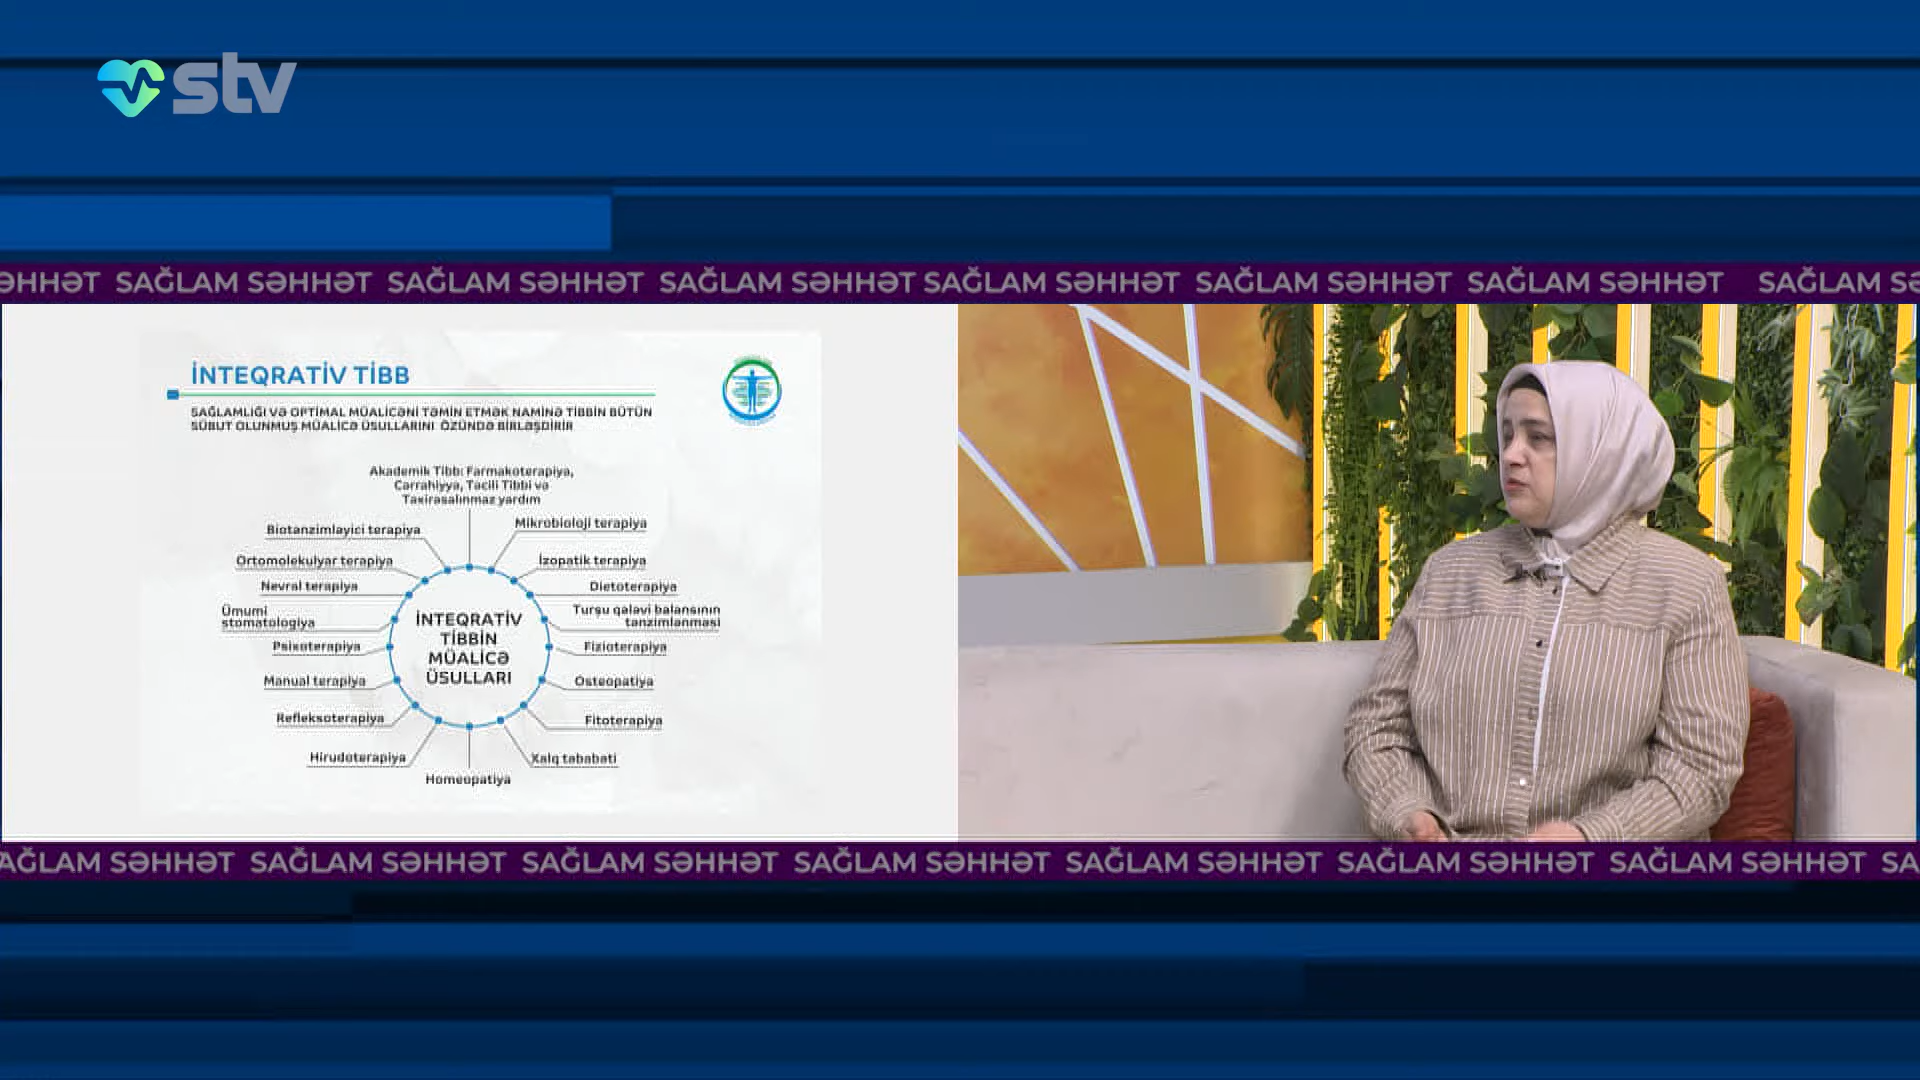 stv
SAĞLAM SƏHHƏT SAĞLAM SƏHHƏT SAĞLAM SƏHHƏT SAĞLAM SƏHHƏT SAĞLAM SƏHHƏT SAĞLAM SƏHHƏT
İNTEQRATİV TİBB
SAĞLAMLIĞI VƏ OPTİMAL MÜALİCƏNİ TƏMİN ETMƏK NAMİNƏ TİBBİN BÜTÜN
SÜBUT OLUNMUŞ MÜALİCƏ ÜSULLARINI ÖZÜNDƏ BİRLƏŞDİRİR
Akademik Tibb: Farmakoterapiya,
Cərrahiyyə, Təcili Tibbi və
Təxirəsalınmaz yardım
Biotənzimləyici terapiya
Mikrobioloji terapiya
Ortomolekulyar terapiya
İzopatik terapiya
Nevral terapiya
Dietoterapiya
Ümumi
stomatologiya
Turşu qələvi balansının
tənzimlənməsi
Psixoterapiya
Fizioterapiya
Manual terapiya
Osteopatiya
Refleksoterapiya
Fitoterapiya
Hirudoterapiya
Xalq təbabəti
Homeopatiya
İNTEQRATİV
TİBBİN
MÜALİCƏ
ÜSULLARI
SAĞLAM SƏHHƏT SAĞLAM SƏHHƏT SAĞLAM SƏHHƏT SAĞLAM SƏHHƏT SAĞLAM SƏHHƏT SAĞLAM SƏHHƏT